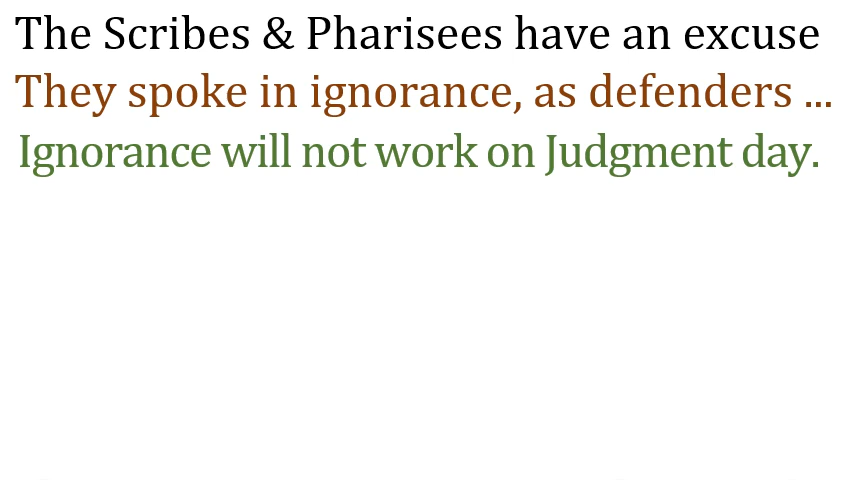 The Scribes & Pharisees have an excuse
They spoke in ignorance, as defenders ...
Ignorance will not work on Judgment day.